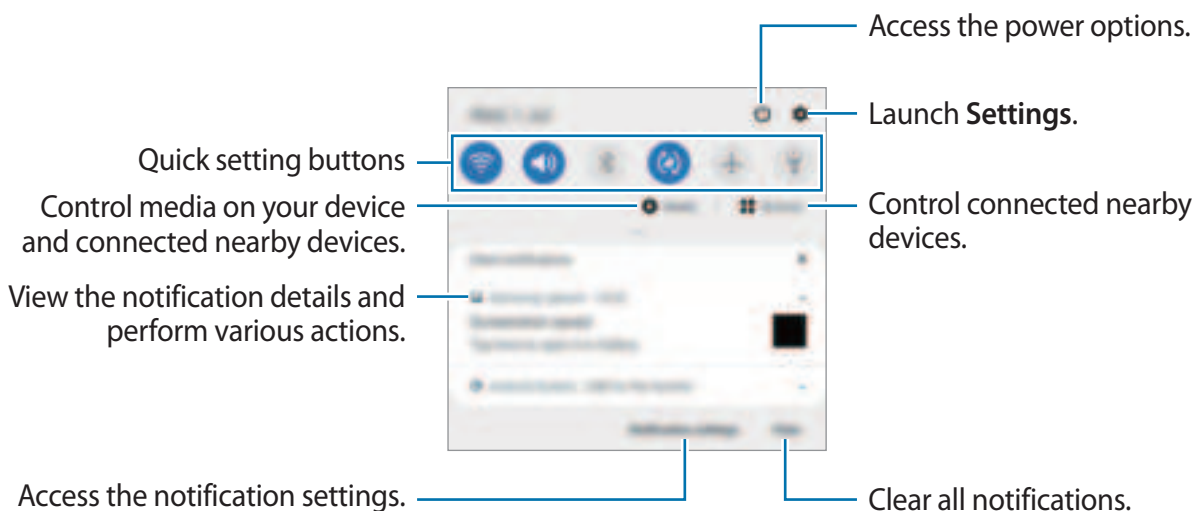 Access the power options.
Launch Settings.
Quick setting buttons
Control media on your device
and connected nearby devices.
Control connected nearby
devices.
View the notification details and
perform various actions.
Access the notification settings.
Clear all notifications.